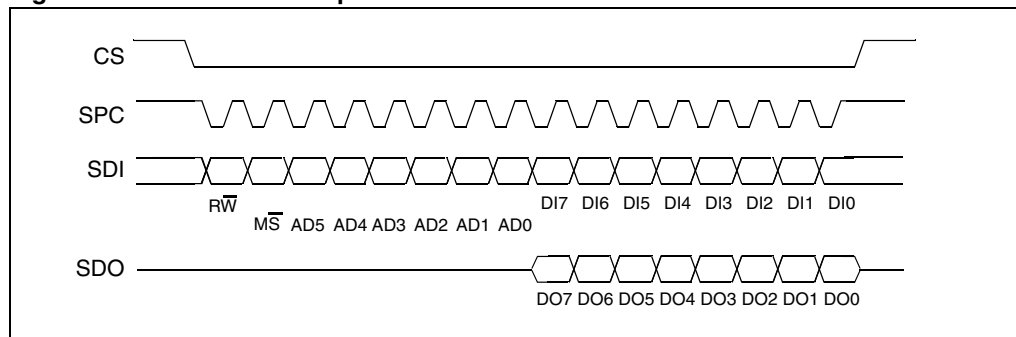 CS
SPC
SDI
RW̅ DI7 DI6 DI5 DI4 DI3 DI2 DI1 DI0
MS̅ AD5 AD4 AD3 AD2 AD1 AD0
SDO
DO7 DO6 DO5 DO4 DO3 DO2 DO1 DO0